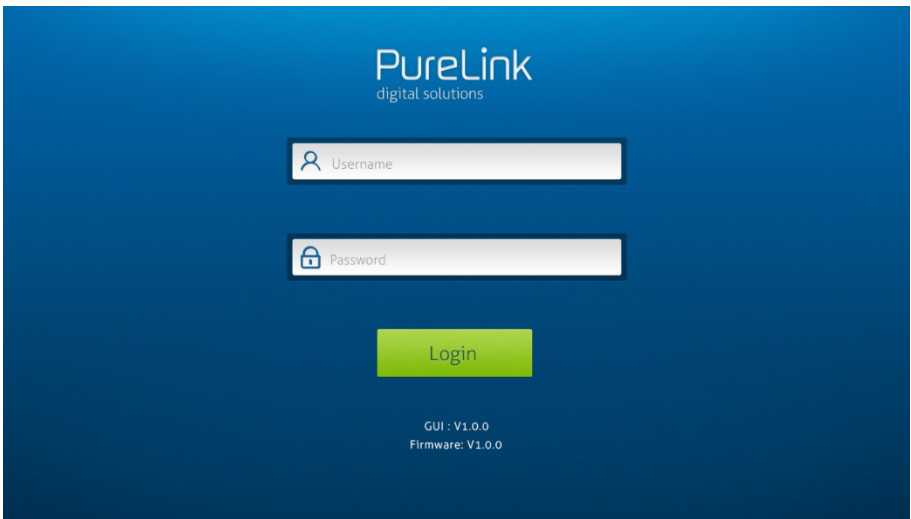 PureLink
digital solutions
Username
Password
Login
GUI : V1.0.0
Firmware: V1.0.0